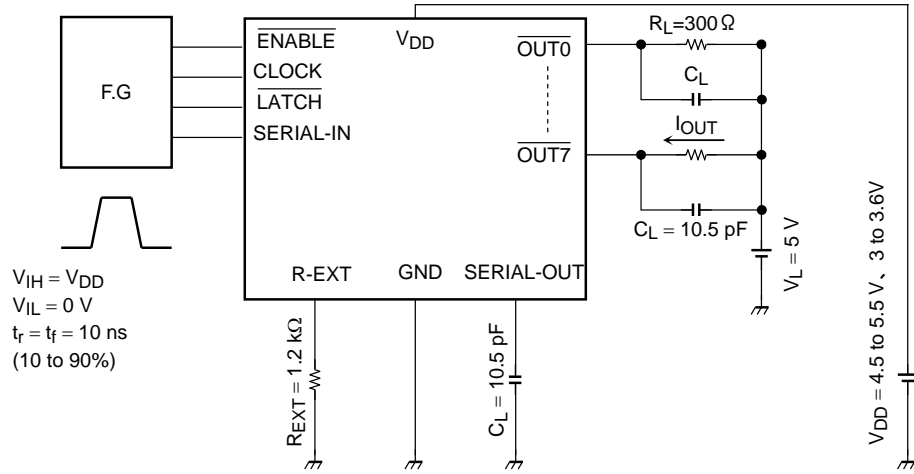 F.G
ENABLE
CLOCK
LATCH
SERIAL-IN
VDD
OUT0
OUT7
R-EXT
GND
SERIAL-OUT
RL=300 Ω
CL
IOUT
CL = 10.5 pF
VL = 5 V
VDD = 4.5 to 5.5 V、3 to 3.6V
VIH = VDD
VIL = 0 V
tr = tf = 10 ns
(10 to 90%)
REXT = 1.2 kΩ
CL = 10.5 pF